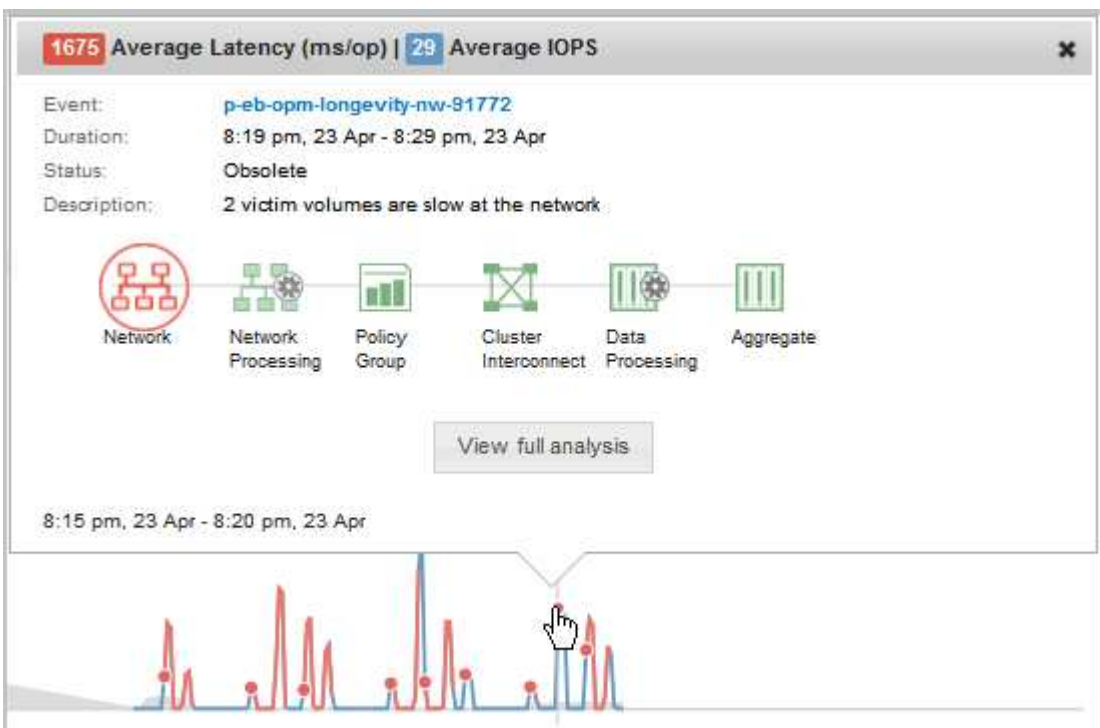 1675 Average Latency (ms/op) | 29 Average IOPS
Event: p-eb-opm-longevity-nw-91772
Duration: 8:19 pm, 23 Apr - 8:29 pm, 23 Apr
Status: Obsolete
Description: 2 victim volumes are slow at the network
Network
Network Processing
Policy Group
Cluster Interconnect
Data Processing
Aggregate
View full analysis
8:15 pm, 23 Apr - 8:20 pm, 23 Apr